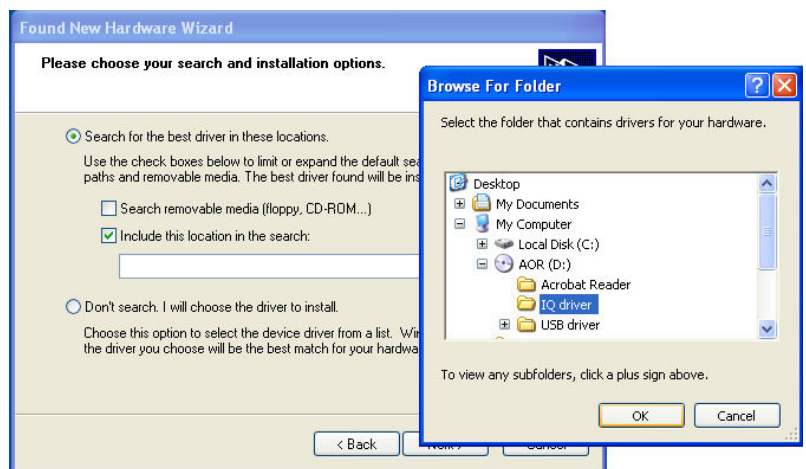 Found New Hardware Wizard
Please choose your search and installation options.
Search for the best driver in these locations.
Use the check boxes below to limit or expand the default
paths and removable media. The best driver found will be
Search removable media (floppy, CD-ROM...)
Include this location in the search:
Don't search. I will choose the driver to install.
Choose this option to select the device driver from a list.
the driver you choose will be the best match for your
< Back
Cancel
Browse For Folder
Select the folder that contains drivers for your hardware.
Desktop
My Documents
My Computer
Local Disk (C:)
AOR (D:)
Acrobat Reader
IQ driver
USB driver
To view any subfolders, click a plus sign above.
OK
Cancel